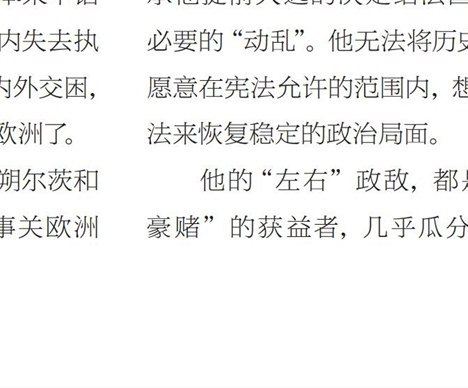 内失去执
内外交困，
欧洲了。
朔尔茨和
事关欧洲
必要的“动乱”。他无法将历史
愿意在宪法允许的范围内，想
法来恢复稳定的政治局面。
他的“左右”政敌，都是
豪赌”的获益者，几乎瓜分